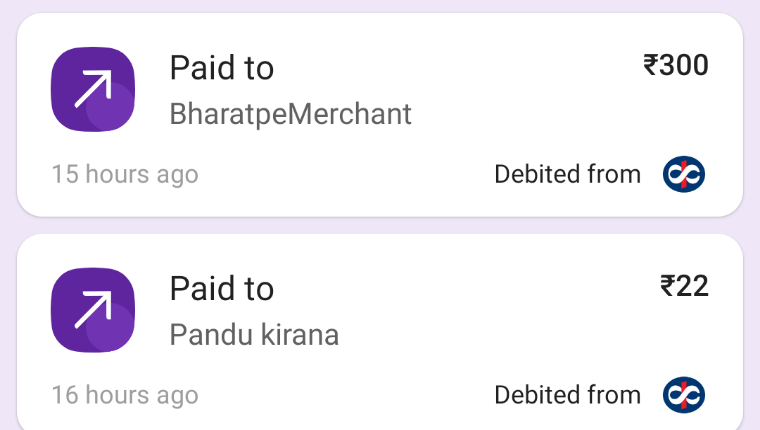 Paid to
₹300
BharatpeMerchant
15 hours ago
Debited from
Paid to
₹22
Pandu kirana
16 hours ago
Debited from